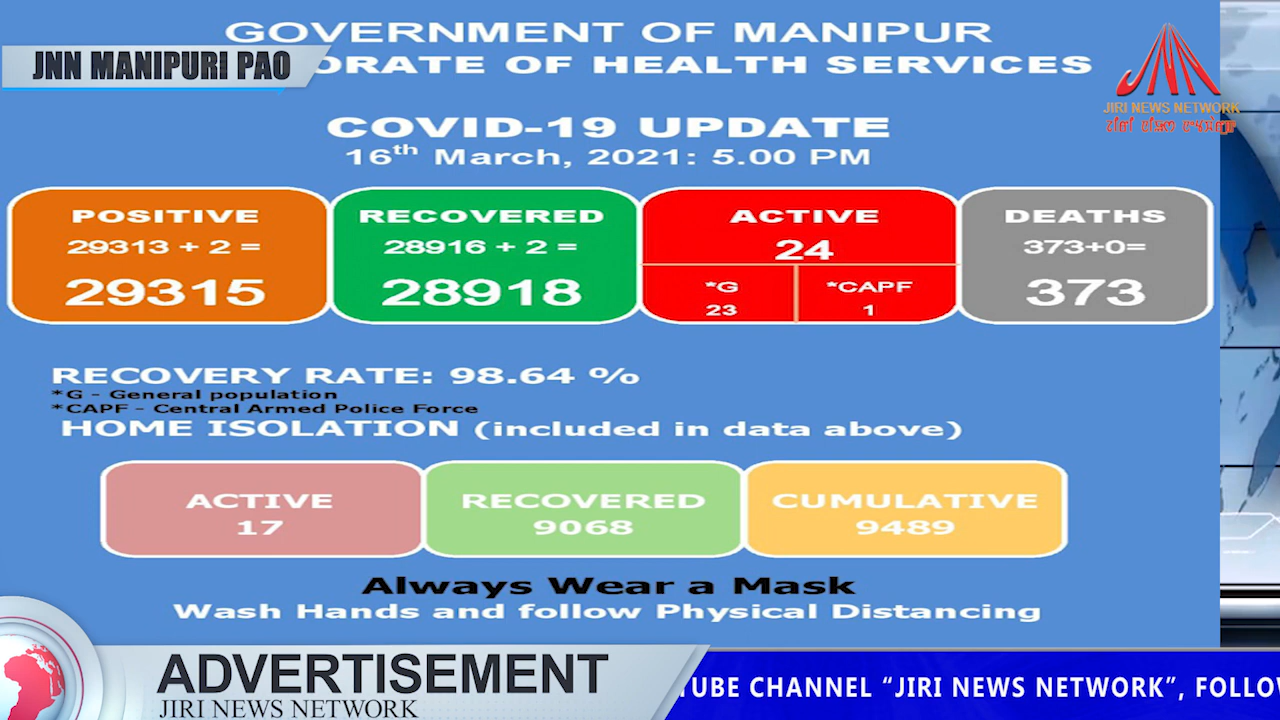 GOVERNMENT OF MANIPUR
JNN MANIPURI PAO
OF HEALTH SERVICES
JIRI NEWS NETWORK
COVID-19 UPDATE
16th March, 2021: 5.00 PM
POSITIVE
29313 + 2 =
29315
RECOVERED
28916 + 2 =
28918
ACTIVE
24
*G
23
*CAPF
1
DEATHS
373+0=
373
RECOVERY RATE: 98.64 %
*G - General population
*CAPF - Central Armed Police Force
HOME ISOLATION (included in data above)
ACTIVE
17
RECOVERED
9068
CUMULATIVE
9489
Always Wear a Mask
Wash Hands and follow Physical Distancing
ADVERTISEMENT
JIRI NEWS NETWORK
TUBE CHANNEL “JIRI NEWS NETWORK”, FOLLO